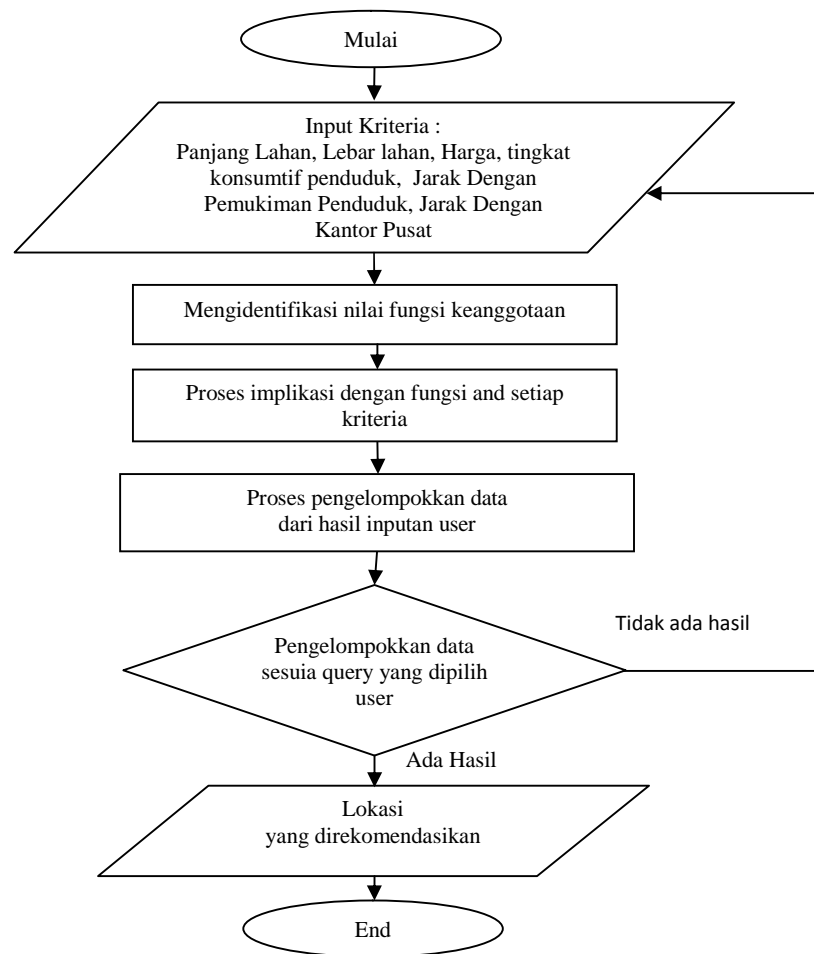 Mulai
Input Kriteria :
Panjang Lahan, Lebar lahan, Harga, tingkat
konsumtif penduduk, Jarak Dengan
Pemukiman Penduduk, Jarak Dengan
Kantor Pusat
Mengidentifikasi nilai fungsi keanggotaan
Proses implikasi dengan fungsi and setiap
kriteria
Proses pengelompokkan data
dari hasil inputan user
Pengelompokkan data
sesuia query yang dipilih
user
Tidak ada hasil
Ada Hasil
Lokasi
yang direkomendasikan
End